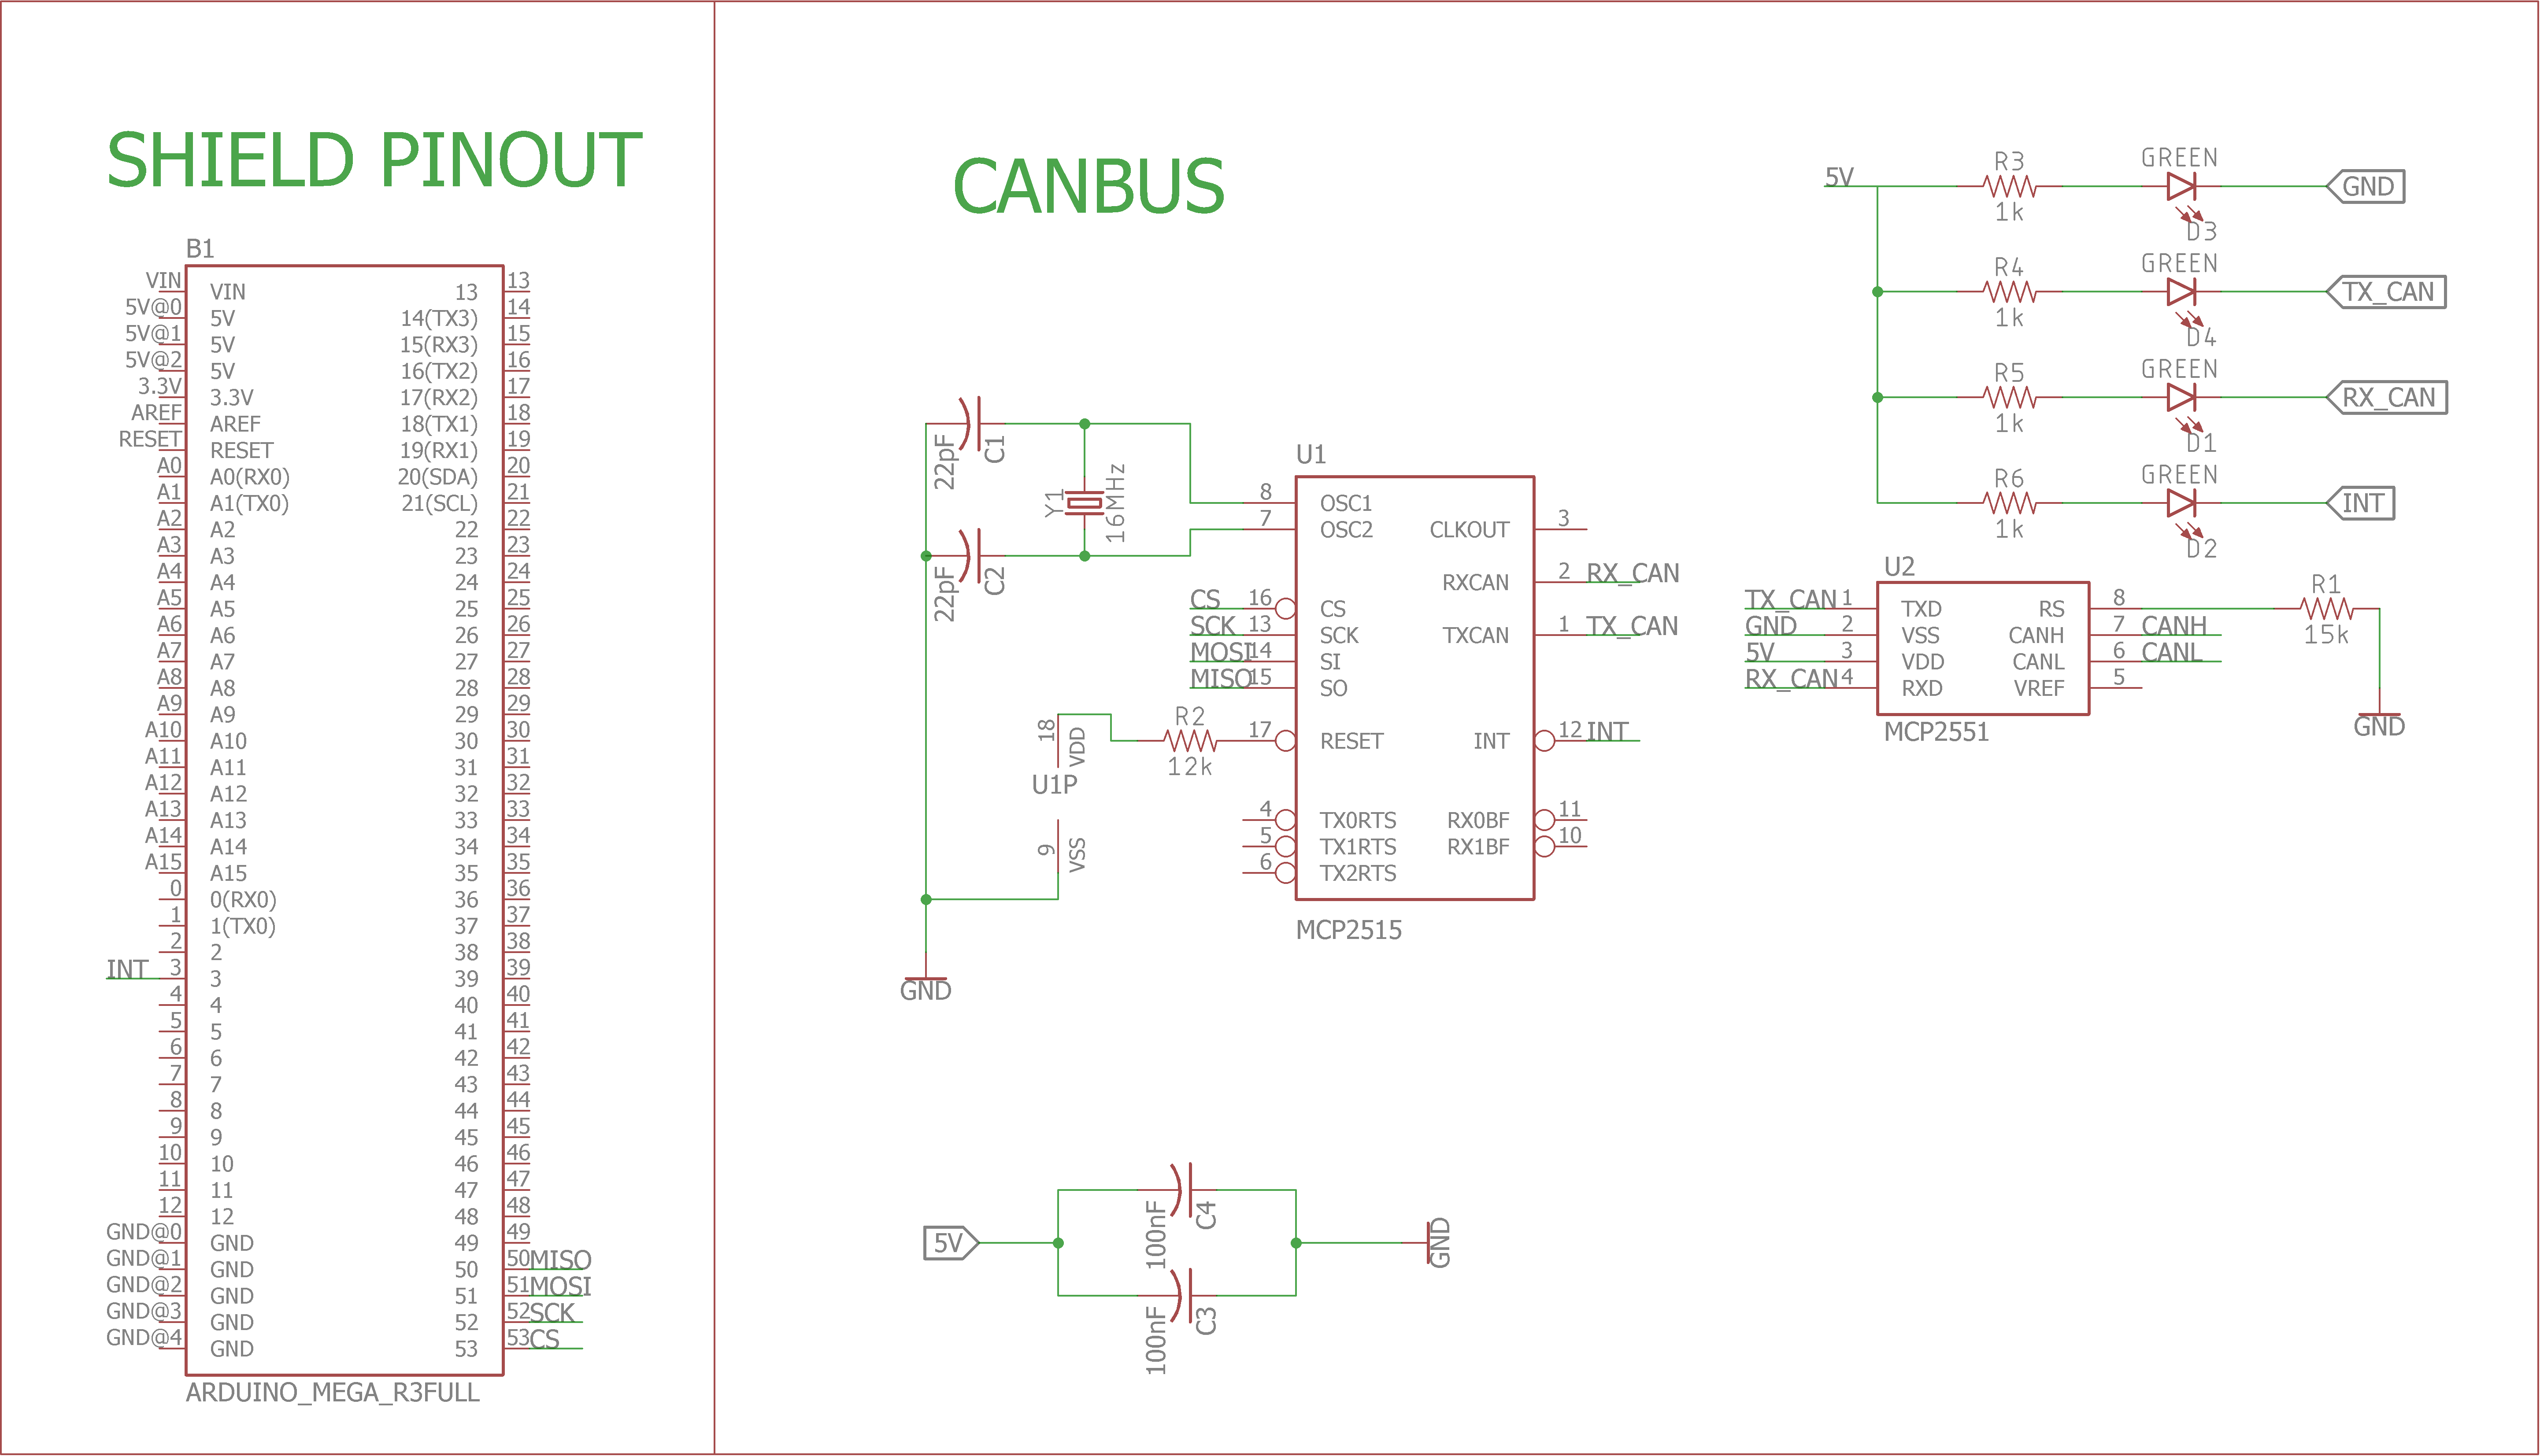 SHIELD PINOUT
B1
VIN VIN 13 13
5V@0 5V 14(TX3) 14
5V@1 5V 15(RX3) 15
5V@2 5V 16(TX2) 16
3.3V 3.3V 17(RX2) 17
AREF AREF 18(TX1) 18
RESET RESET 19(RX1) 19
A0 A0(RX0) 20(SDA) 20
A1 A1(TX0) 21(SCL) 21
A2 A2 22 22
A3 A3 23 23
A4 A4 24 24
A5 A5 25 25
A6 A6 26 26
A7 A7 27 27
A8 A8 28 28
A9 A9 29 29
A10 A10 30 30
A11 A11 31 31
A12 A12 32 32
A13 A13 33 33
A14 A14 34 34
A15 A15 35 35
0 0(RX0) 36 36
1 1(TX0) 37 37
2 2 38 38
INT 3 3 39 39
4 4 40 40
5 5 41 41
6 6 42 42
7 7 43 43
8 8 44 44
9 9 45 45
10 10 46 46
11 11 47 47
12 12 48 48
GND@0 GND 49 49
GND@1 GND 50 50 MISO
GND@2 GND 51 51 MOSI
GND@3 GND 52 52 SCK
GND@4 GND 53 53 CS
ARDUINO_MEGA_R3FULL
CANBUS
22pF C1
Y1 16MHz
22pF C2
U1
8 OSC1
7 OSC2 CLKOUT 3
RXCAN 2 RX_CAN
CS 16 CS
SCK 13 SCK TXCAN 1 TX_CAN
MOSI 14 SI
MISO 15 SO
18 VDD
R2
12k
17 RESET INT 12 INT
U1P
9 VSS
4 TX0RTS RX0BF 11
5 TX1RTS RX1BF 10
6 TX2RTS
MCP2515
GND
5V
100nF C4
100nF C3
GND
5V
R3
1k
GREEN
D3
GND
R4
1k
GREEN
D4
TX_CAN
R5
1k
GREEN
D1
RX_CAN
R6
1k
GREEN
D2
INT
U2
TX_CAN 1 TXD RS 8
GND 2 VSS CANH 7 CANH
5V 3 VDD CANL 6 CANL
RX_CAN 4 RXD VREF 5
MCP2551
R1
15k
GND